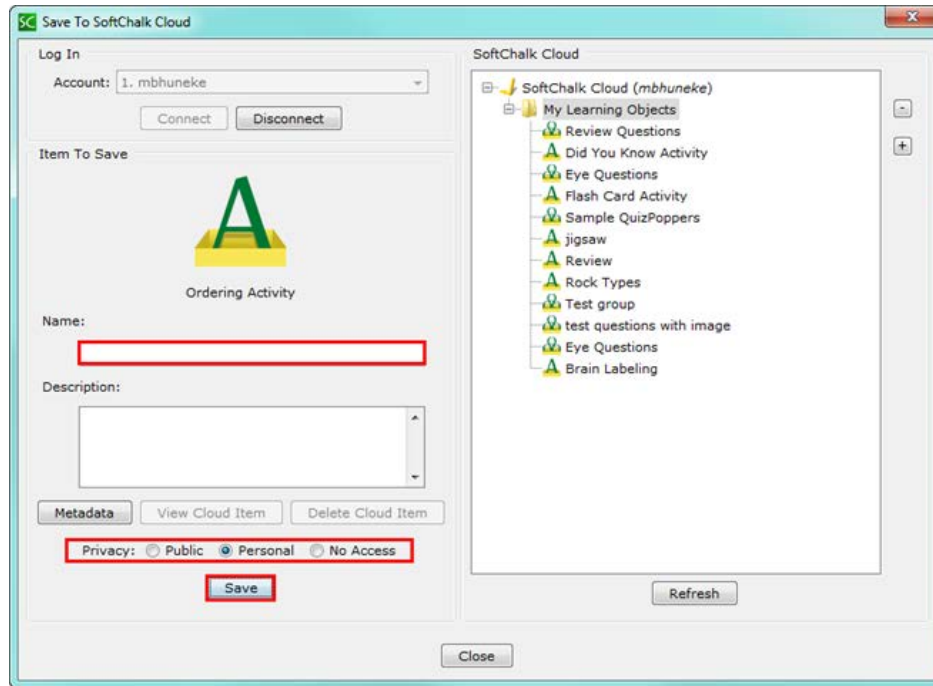 SC Save To SoftChalk Cloud
x
Log In
Account: 1. mbhuneke
Connect Disconnect
Item To Save
A
Ordering Activity
Name:
Description:
Metadata View Cloud Item Delete Cloud Item
Privacy: Public Personal No Access
Save
SoftChalk Cloud
SoftChalk Cloud (mbhuneke)
My Learning Objects
Review Questions
A Did You Know Activity
Eye Questions
A Flash Card Activity
Sample QuizPoppers
A jigsaw
A Review
A Rock Types
Test group
test questions with image
Eye Questions
A Brain Labeling
-
+
Refresh
Close